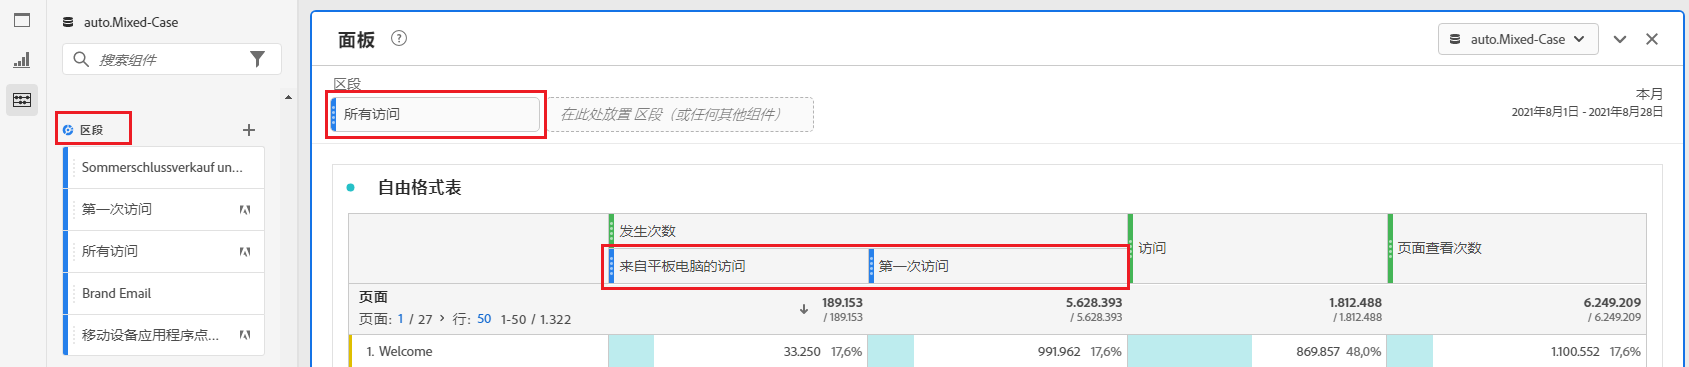 auto.Mixed-Case
搜索组件
区段
Sommerschlussverkauf un...
第一次访问
所有访问
Brand Email
移动设备应用程序点...
面板
auto.Mixed-Case
区段
所有访问
在此处放置 区段（或任何其他组件）
本月
2021年8月1日 - 2021年8月28日
自由格式表
发生次数
访问
页面查看次数
来自平板电脑的访问
第一次访问
页面
页面: 1 / 27 > 行: 50 1-50 / 1.322
189.153
/ 189.153
5.628.393
/ 5.628.393
1.812.488
/ 1.812.488
6.249.209
/ 6.249.209
1. Welcome
33.250 17,6%
991.962 17,6%
869.857 48,0%
1.100.552 17,6%